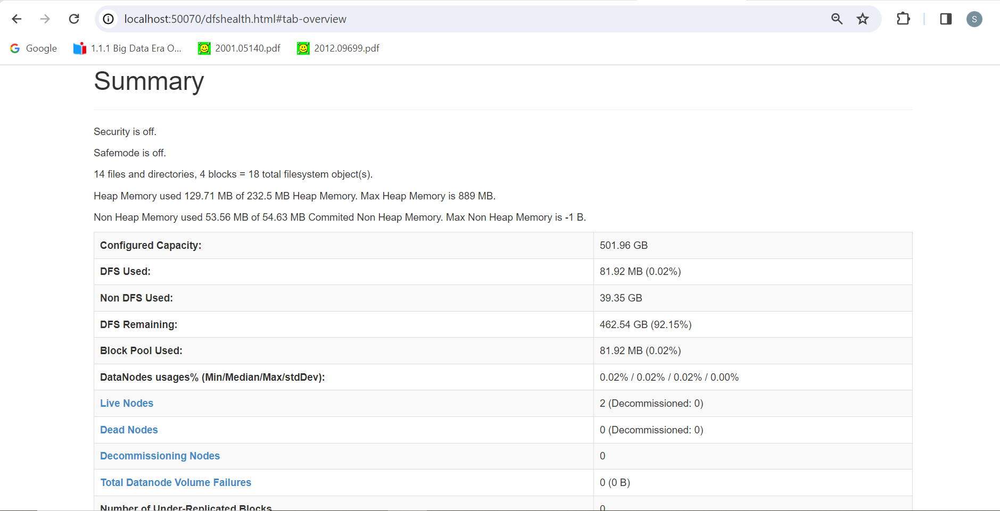 localhost:50070/dfshealth.html#tab-overview
S
Google
1.1.1 Big Data Era O...
2001.05140.pdf
2012.09699.pdf
Summary
Security is off.
Safemode is off.
14 files and directories, 4 blocks = 18 total filesystem object(s).
Heap Memory used 129.71 MB of 232.5 MB Heap Memory. Max Heap Memory is 889 MB.
Non Heap Memory used 53.56 MB of 54.63 MB Commited Non Heap Memory. Max Non Heap Memory is -1 B.
Configured Capacity: 501.96 GB
DFS Used: 81.92 MB (0.02%)
Non DFS Used: 39.35 GB
DFS Remaining: 462.54 GB (92.15%)
Block Pool Used: 81.92 MB (0.02%)
DataNodes usages% (Min/Median/Max/stdDev): 0.02% / 0.02% / 0.02% / 0.00%
Live Nodes 2 (Decommissioned: 0)
Dead Nodes 0 (Decommissioned: 0)
Decommissioning Nodes 0
Total Datanode Volume Failures 0 (0 B)
Number of Under-Replicated Blocks 0